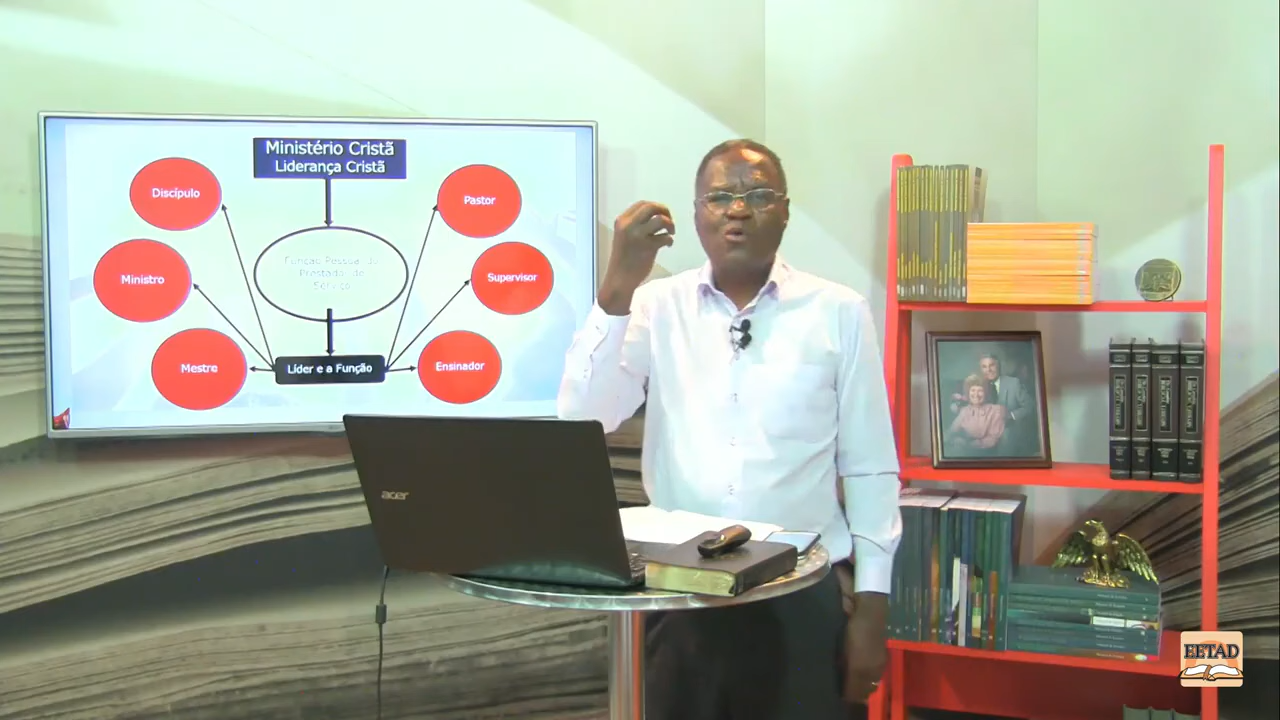 Ministério Cristã
Liderança Cristã
Discípulo
Pastor
Ministro
Supervisor
Mestre
Ensinador
Líder e a Função
acer
EETAD